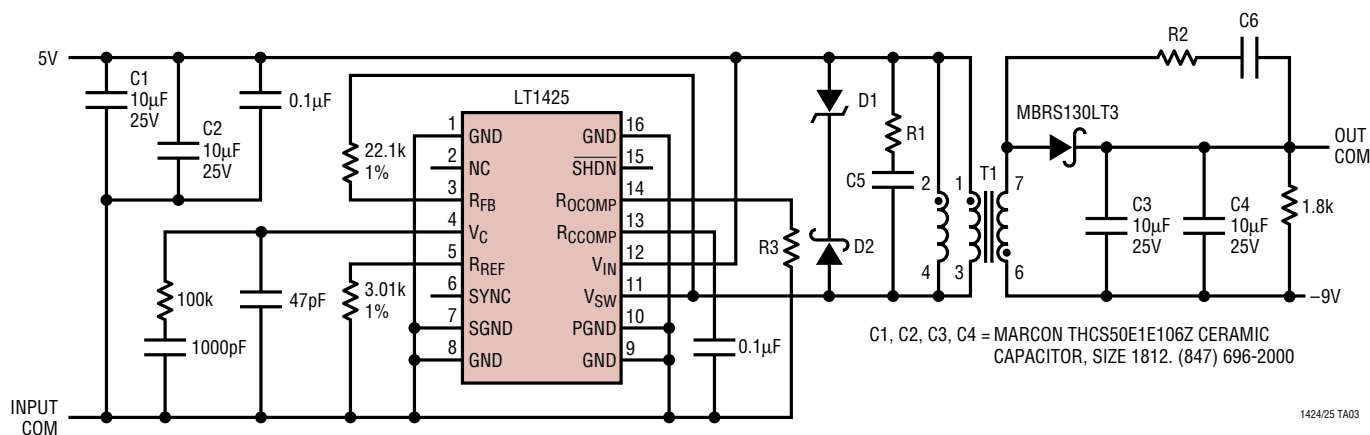 5V
C1
10µF
25V
C2
10µF
25V
0.1µF
22.1k
1%
LT1425
1
GND
2
NC
3
RFB
4
VC
5
RREF
6
SYNC
7
SGND
8
GND
16
GND
15
SHDN
14
ROCOMP
13
RCCOMP
12
VIN
11
VSW
10
PGND
9
GND
100k
1000pF
47pF
3.01k
1%
0.1µF
R3
D1
D2
R1
C5
2
4
1
3
T1
7
6
R2
C6
MBRS130LT3
C3
10µF
25V
C4
10µF
25V
1.8k
OUT
COM
–9V
INPUT
COM
C1, C2, C3, C4 = MARCON THCS50E1E106Z CERAMIC
CAPACITOR, SIZE 1812. (847) 696-2000
1424/25 TA03